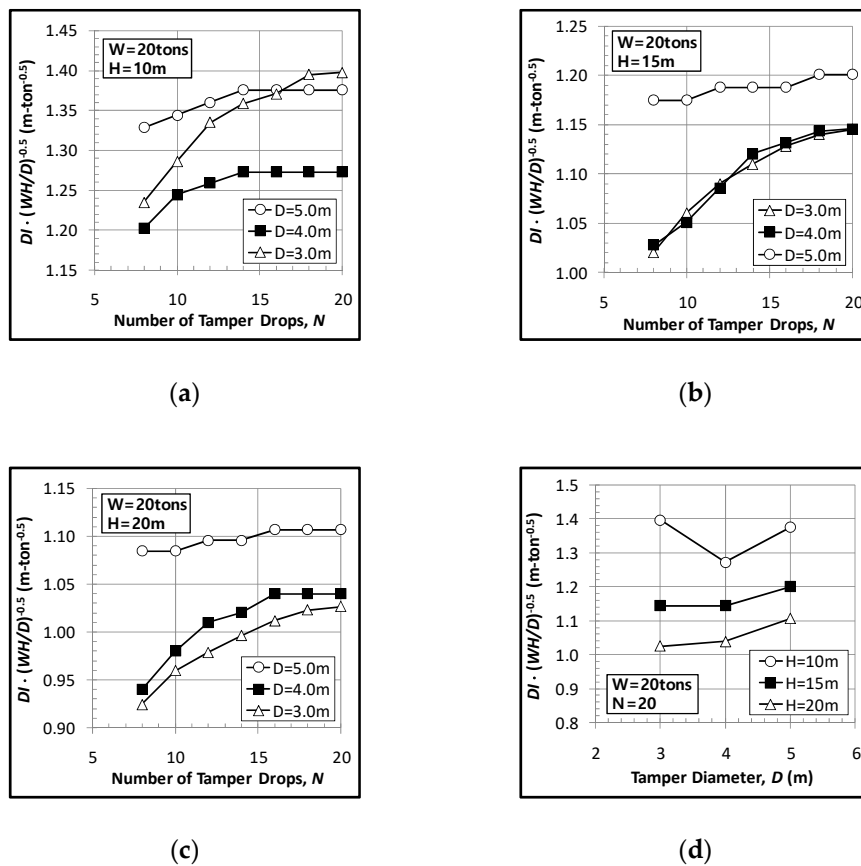 1.45
1.40
1.35
1.30
1.25
1.20
1.15
DI · (WH/D)-0.5 (m-ton-0.5)
W=20tons
H=10m
D=5.0m
D=4.0m
D=3.0m
5 10 15 20
Number of Tamper Drops, N
(a)
1.25
1.20
1.15
1.10
1.05
1.00
DI · (WH/D)-0.5 (m-ton-0.5)
W=20tons
H=15m
D=3.0m
D=4.0m
D=5.0m
5 10 15 20
Number of Tamper Drops, N
(b)
1.15
1.10
1.05
1.00
0.95
0.90
DI · (WH/D)-0.5 (m-ton-0.5)
W=20tons
H=20m
D=5.0m
D=4.0m
D=3.0m
5 10 15 20
Number of Tamper Drops, N
(c)
1.5
1.4
1.3
1.2
1.1
1.0
0.9
0.8
DI · (WH/D)-0.5 (m-ton-0.5)
W=20tons
N=20
H=10m
H=15m
H=20m
2 3 4 5 6
Tamper Diameter, D (m)
(d)